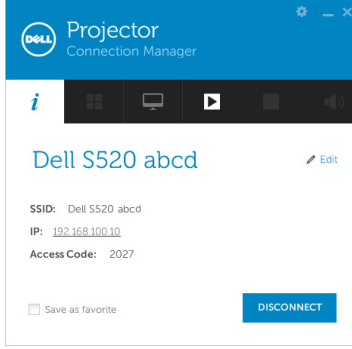 DELL
Projector
Connection Manager
i
Dell S520 abcd
Edit
SSID: Dell S520 abcd
IP: 192.168.100.10
Access Code: 2027
Save as favorite
DISCONNECT